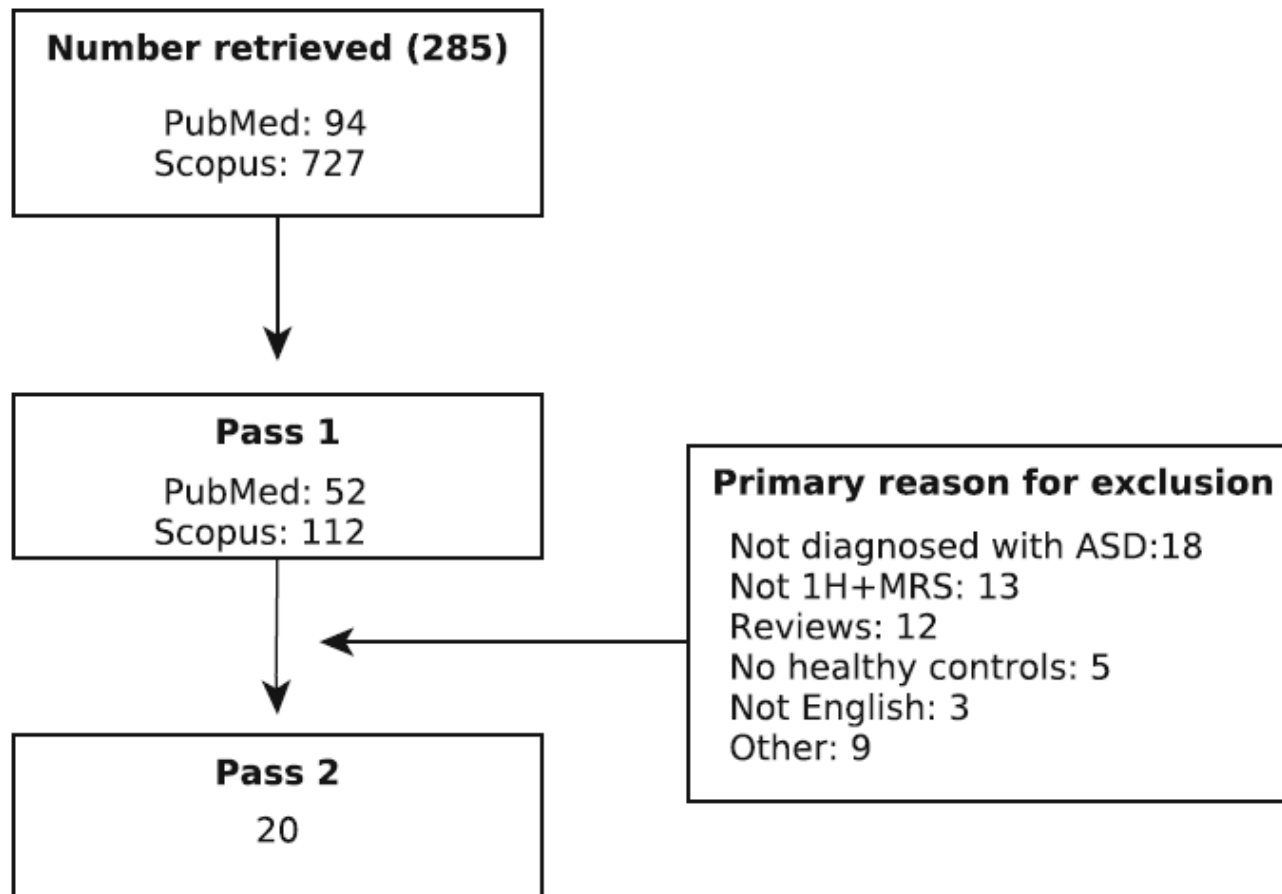 Number retrieved (285)
PubMed: 94
Scopus: 727
Pass 1
PubMed: 52
Scopus: 112
Primary reason for exclusion
Not diagnosed with ASD:18
Not 1H+MRS: 13
Reviews: 12
No healthy controls: 5
Not English: 3
Other: 9
Pass 2
20